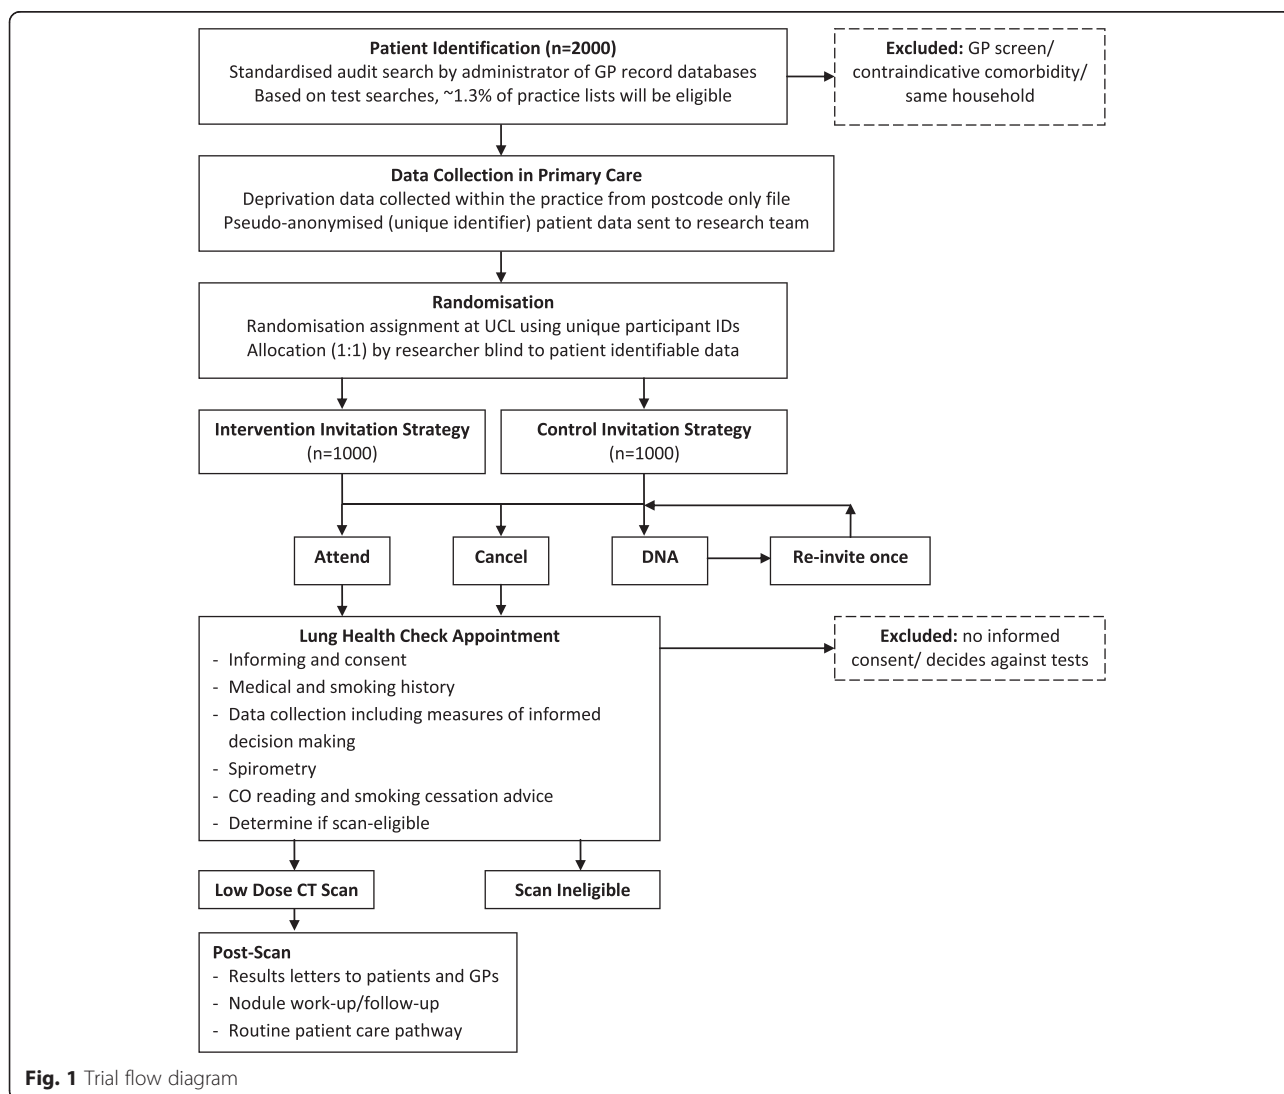 Patient Identification (n=2000)
Standardised audit search by administrator of GP record databases
Based on test searches, ~1.3% of practice lists will be eligible
Excluded: GP screen/
contraindicative comorbidity/
same household
Data Collection in Primary Care
Deprivation data collected within the practice from postcode only file
Pseudo-anonymised (unique identifier) patient data sent to research team
Randomisation
Randomisation assignment at UCL using unique participant IDs
Allocation (1:1) by researcher blind to patient identifiable data
Intervention Invitation Strategy
(n=1000)
Control Invitation Strategy
(n=1000)
Attend
Cancel
DNA
Re-invite once
Lung Health Check Appointment
- Informing and consent
- Medical and smoking history
- Data collection including measures of informed
decision making
- Spirometry
- CO reading and smoking cessation advice
- Determine if scan-eligible
Excluded: no informed
consent/ decides against tests
Low Dose CT Scan
Scan Ineligible
Post-Scan
- Results letters to patients and GPs
- Nodule work-up/follow-up
- Routine patient care pathway
Fig. 1 Trial flow diagram